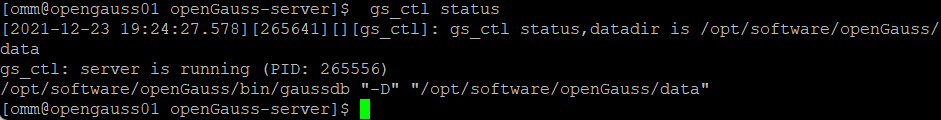 [omm@opengauss01 openGauss-server]$  gs_ctl status
[2021-12-23 19:24:27.578][265641][][gs_ctl]: gs_ctl status,datadir is /opt/software/openGauss/
data
gs_ctl: server is running (PID: 265556)
/opt/software/openGauss/bin/gaussdb "-D" "/opt/software/openGauss/data"
[omm@opengauss01 openGauss-server]$